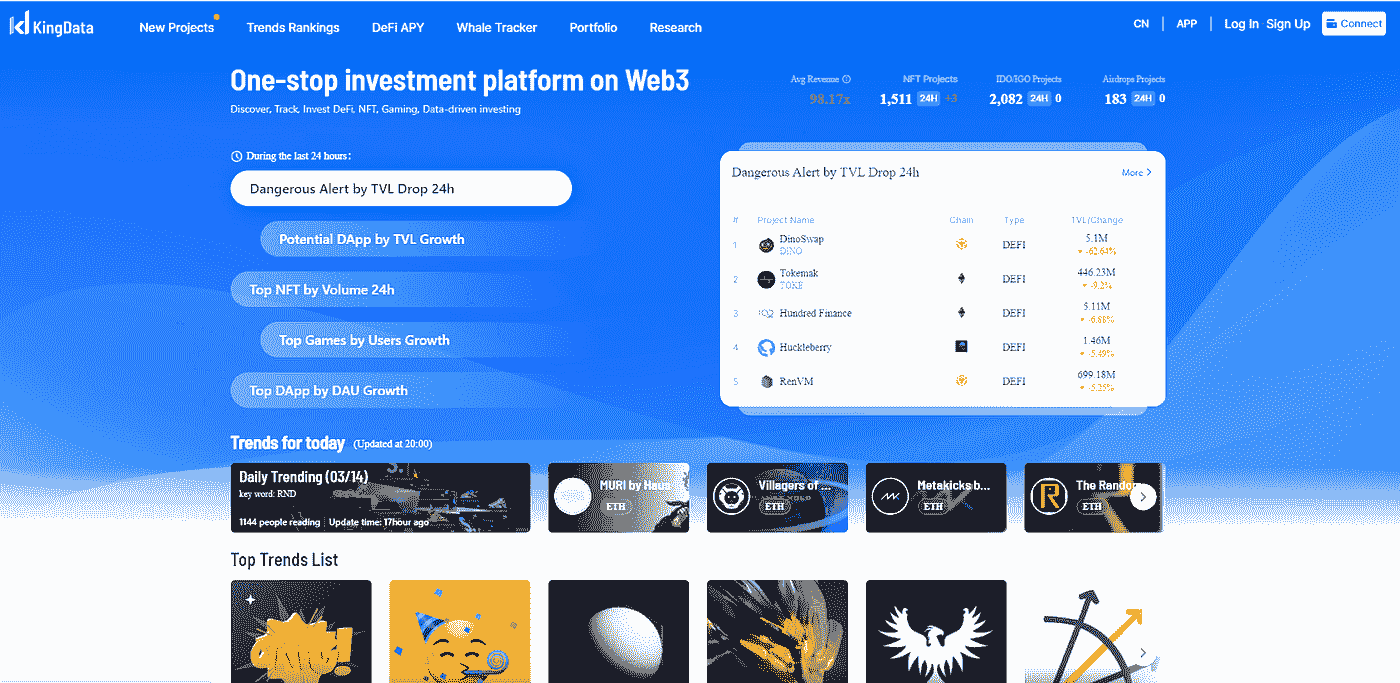 KingData
New Projects
Trends Rankings
DeFi APY
Whale Tracker
Portfolio
Research
CN
APP
Log In
Sign Up
Connect
One-stop investment platform on Web3
Discover, Track, Invest DeFi, NFT, Gaming, Data-driven investing
Avg Revenue
98.17x
NFT Projects
1,511 24H +3
IDO/IGO Projects
2,082 24H 0
Airdrops Projects
183 24H 0
During the last 24 hours:
Dangerous Alert by TVL Drop 24h
Potential DApp by TVL Growth
Top NFT by Volume 24h
Top Games by Users Growth
Top DApp by DAU Growth
Dangerous Alert by TVL Drop 24h
More
# Project Name Chain Type TVL/Change
1 DinoSwap DINO DEFI 5.1M -62.64%
2 Tokemak TOKE DEFI 446.23M -9.2%
3 Hundred Finance DEFI 5.11M -6.88%
4 Huckleberry DEFI 1.46M -5.49%
5 RenVM DEFI 699.18M -5.25%
Trends for today (Updated at 20:00)
Daily Trending (03/14)
key word: RND
1144 people reading Update time: 17hour ago
MURI by Haus
ETH
Villagers of ...
ETH
Metakicks b...
ETH
The Random
ETH
Top Trends List